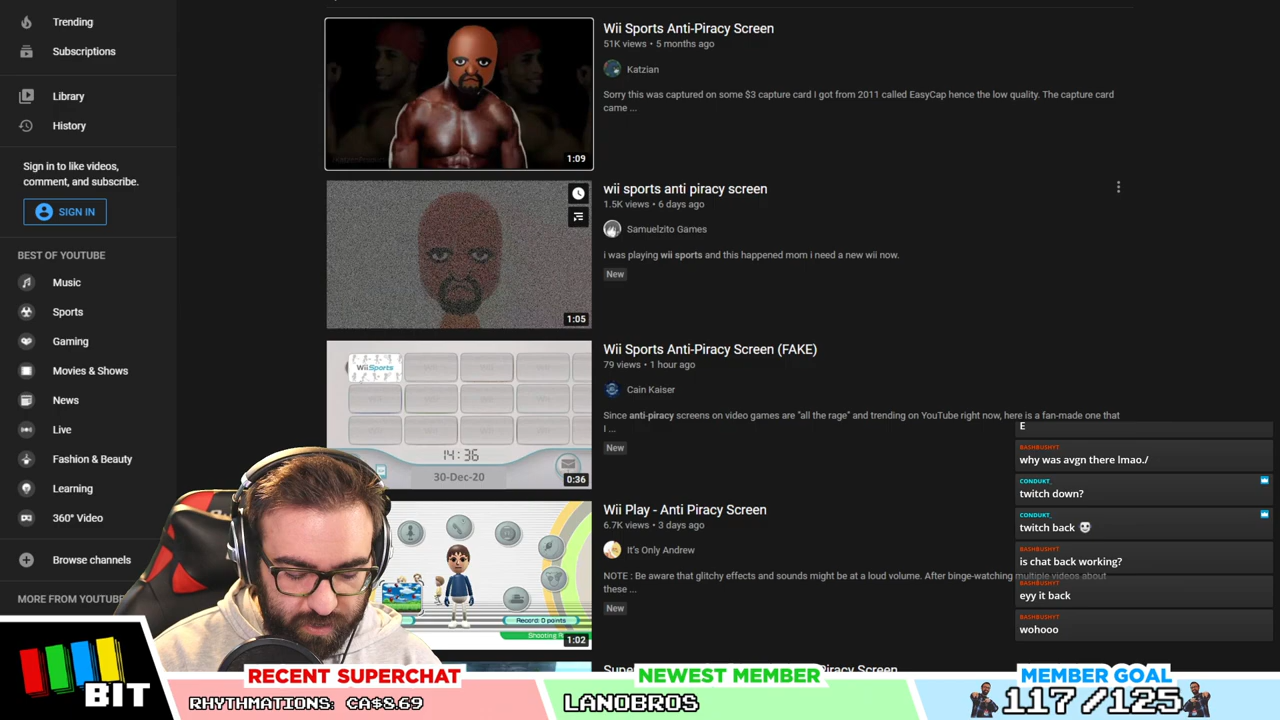 Trending
Subscriptions
Library
History
Sign in to like videos,
comment, and subscribe.
SIGN IN
BEST OF YOUTUBE
Music
Sports
Gaming
Movies & Shows
News
Live
Fashion & Beauty
Learning
360° Video
Browse channels
MORE FROM YOUTUBE
Wii Sports Anti-Piracy Screen
51K views • 5 months ago
Katzian
Sorry this was captured on some $3 capture card I got from 2011 called EasyCap hence the low quality. The capture card
came ...
1:09
wii sports anti piracy screen
1.5K views • 6 days ago
Samuelzito Games
i was playing wii sports and this happened mom i need a new wii now.
New
1:05
Wii Sports Anti-Piracy Screen (FAKE)
79 views • 1 hour ago
Cain Kaiser
Since anti-piracy screens on video games are "all the rage" and trending on YouTube right now, here is a fan-made one that
I ...
New
Wii Sports
14:36
30-Dec-20
0:36
Wii Play - Anti Piracy Screen
6.7K views • 3 days ago
It's Only Andrew
NOTE : Be aware that glitchy effects and sounds might be at a loud volume. After binge-watching multiple videos about
these ...
New
Record: 0 points
1:02
E
BASHBUSHYT
why was avgn there lmao./
CONDUKT_
twitch down?
CONDUKT_
twitch back 💀
BASHBUSHYT
is chat back working?
BASHBUSHYT
eyy it back
BASHBUSHYT
wohooo
BIT
RECENT SUPERCHAT
RHYTHMATIONS: CA$8.69
NEWEST MEMBER
LANOBROS
MEMBER GOAL
117/125